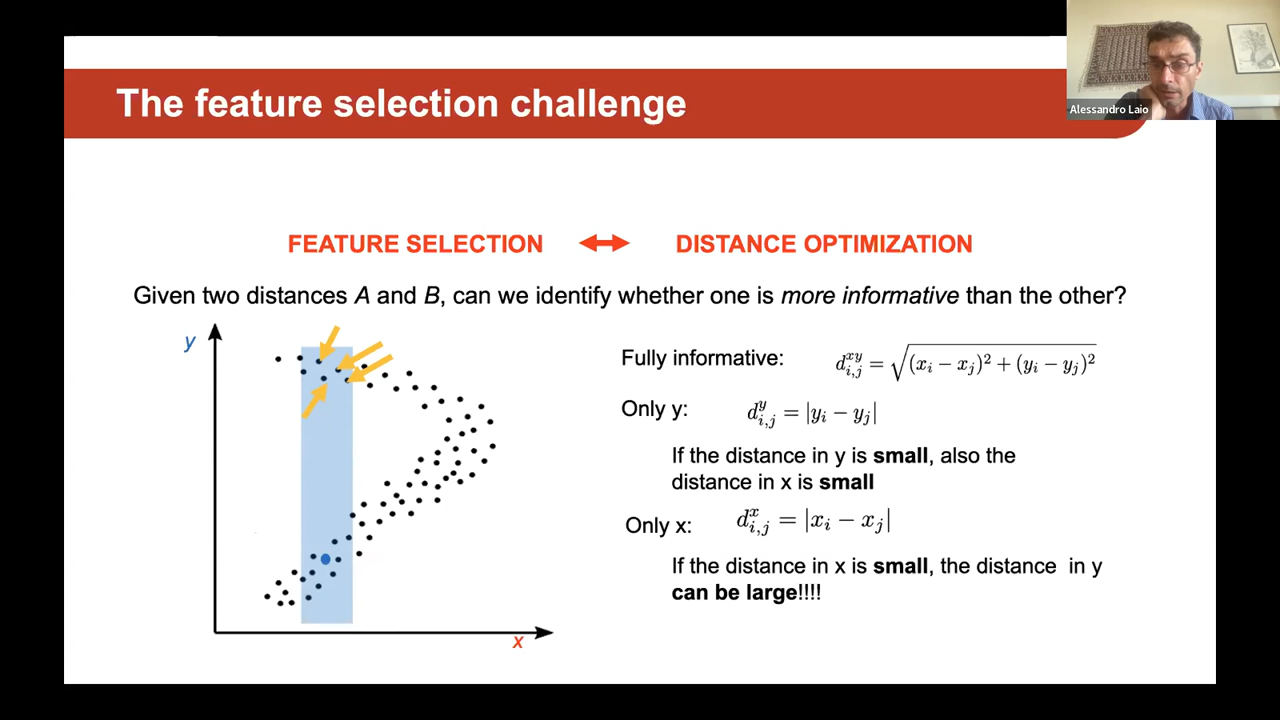 The feature selection challenge
Alessandro Laio
FEATURE SELECTION ↔ DISTANCE OPTIMIZATION
Given two distances A and B, can we identify whether one is more informative than the other?
y
x
Fully informative: d_{i,j}^{xy} = √((x_i − x_j)² + (y_i − y_j)²)
Only y: d_{i,j}^{y} = |y_i − y_j|
If the distance in y is small, also the
distance in x is small
Only x: d_{i,j}^{x} = |x_i − x_j|
If the distance in x is small, the distance in y
can be large!!!!